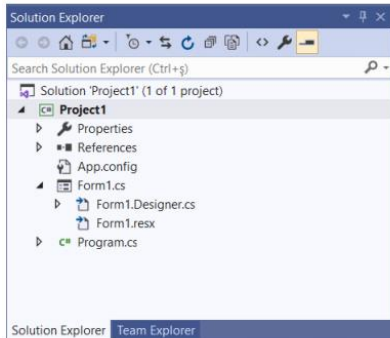 Solution Explorer
Search Solution Explorer (Ctrl+ş)
Solution 'Project1' (1 of 1 project)
C# Project1
Properties
References
App.config
Form1.cs
Form1.Designer.cs
Form1.resx
C# Program.cs
Solution Explorer Team Explorer